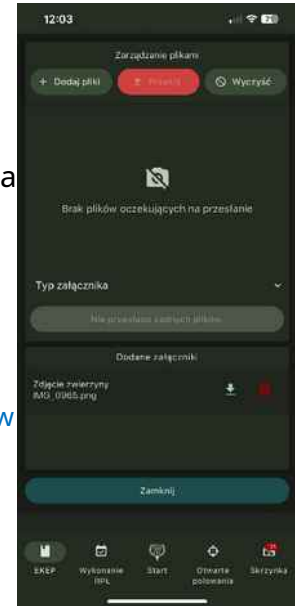 12:03
Zarządzanie plikami
+ Dodaj pliki
Prześlij
Wyczyść
a
Brak plików oczekujących na przesłanie
Typ załącznika
Nie przesłano żadnych plików
Dodane załączniki
Zdjęcie zwierzyny
IMG_0965.png
w
Zamknij
EKEP
Wykonanie RPŁ
Start
Otwarte polowania
Skrzynka